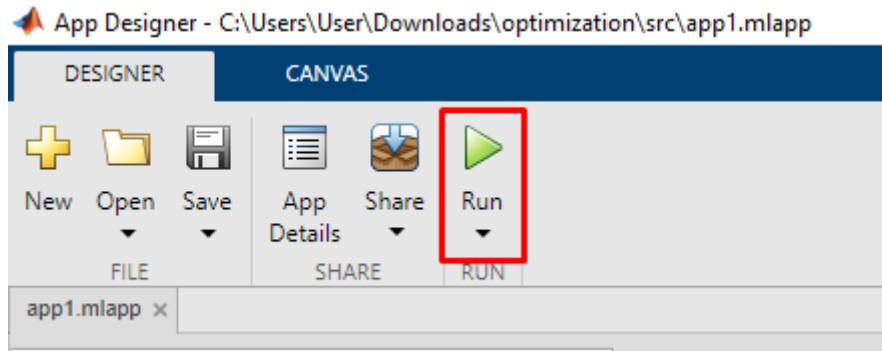 App Designer - C:\Users\User\Downloads\optimization\src\app1.mlapp
DESIGNER CANVAS
New Open Save App Details Share Run
FILE SHARE RUN
app1.mlapp ×